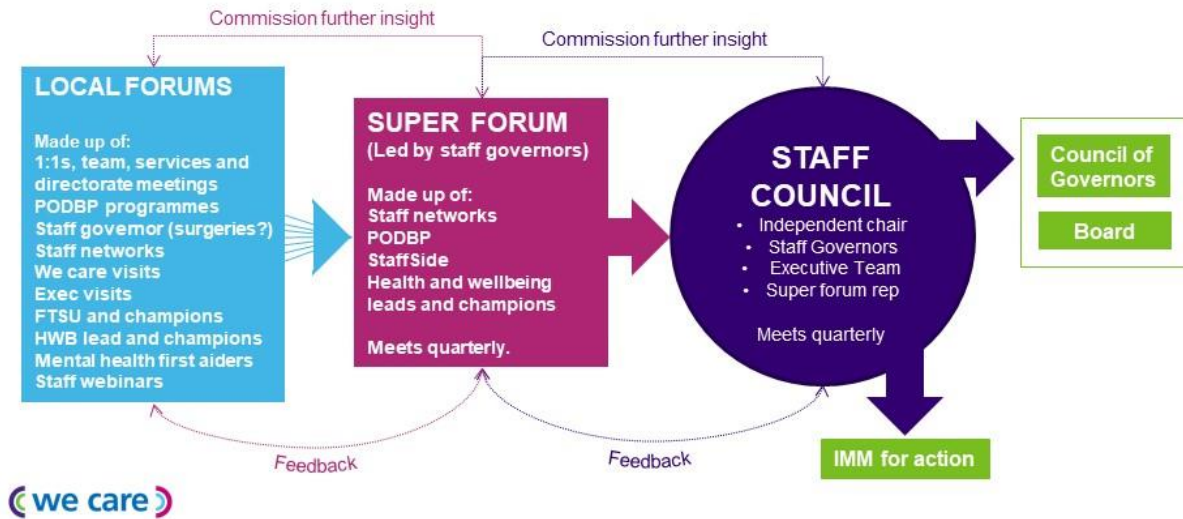 Commission further insight
Commission further insight
LOCAL FORUMS
Made up of:
1:1s, team, services and
directorate meetings
PODBP programmes
Staff governor (surgeries?)
Staff networks
We care visits
Exec visits
FTSU and champions
HWB lead and champions
Mental health first aiders
Staff webinars
SUPER FORUM
(Led by staff governors)
Made up of:
Staff networks
PODBP
StaffSide
Health and wellbeing
leads and champions
Meets quarterly.
STAFF
COUNCIL
• Independent chair
• Staff Governors
• Executive Team
• Super forum rep
Meets quarterly
Council of
Governors
Board
IMM for action
Feedback
Feedback
we care